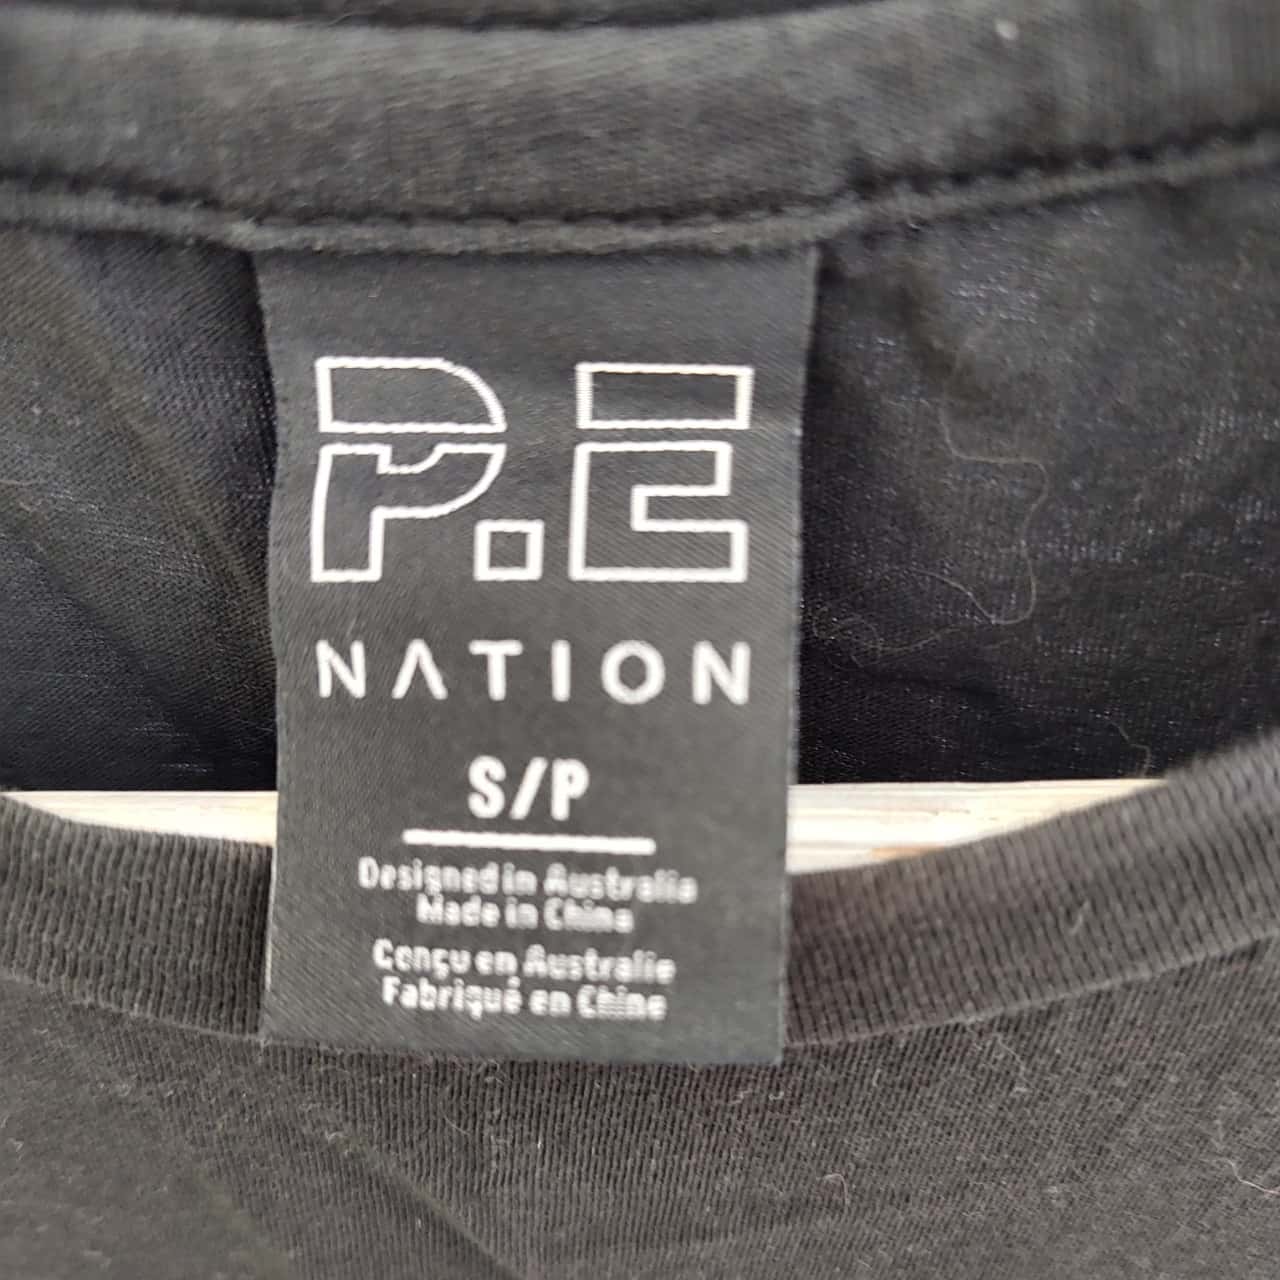 P.E
NATION
S/P
Designed in Australia
Made in China
Conçu en Australie
Fabriqué en Chine